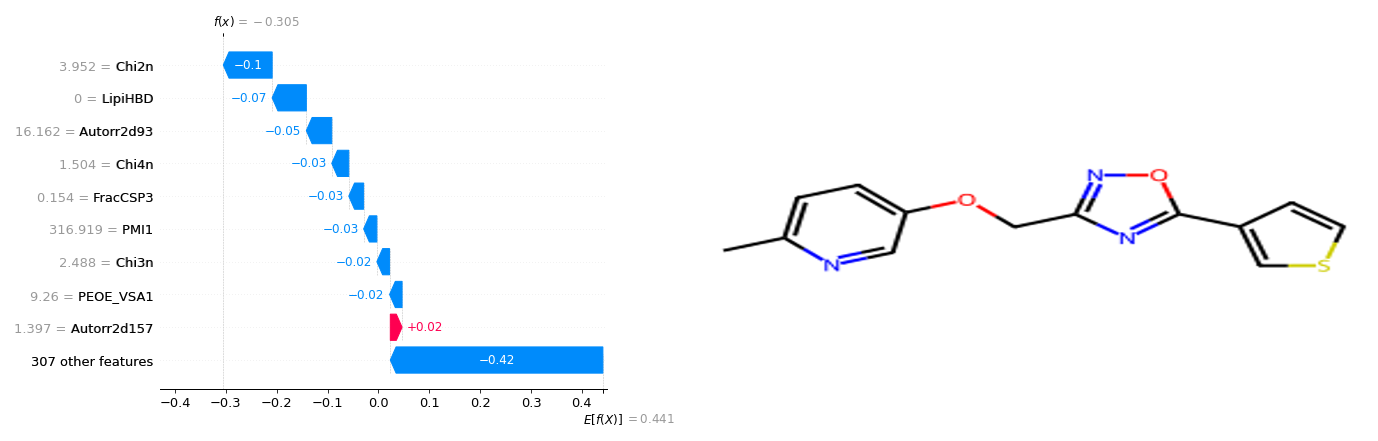 f(x) = −0.305
3.952 = Chi2n
−0.1
0 = LipiHBD
−0.07
16.162 = Autorr2d93
−0.05
1.504 = Chi4n
−0.03
0.154 = FracCSP3
−0.03
316.919 = PMI1
−0.03
2.488 = Chi3n
−0.02
9.26 = PEOE_VSA1
−0.02
1.397 = Autorr2d157
+0.02
307 other features
−0.42
−0.4 −0.3 −0.2 −0.1 0.0 0.1 0.2 0.3 0.4
E[f(X)] = 0.441
N
O
N
O
N
S